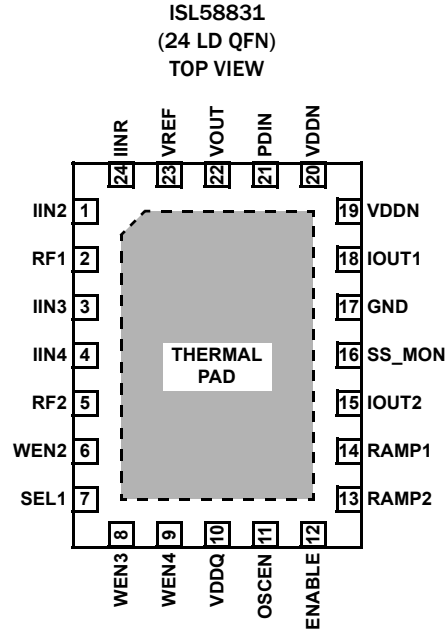 ISL58831
(24 LD QFN)
TOP VIEW
IINR
VREF
VOUT
PDIN
VDDN
24
23
22
21
20
IIN2 1
RF1 2
IIN3 3
IIN4 4
RF2 5
WEN2 6
SEL1 7
THERMAL
PAD
19 VDDN
18 IOUT1
17 GND
16 SS_MON
15 IOUT2
14 RAMP1
13 RAMP2
8
9
10
11
12
WEN3
WEN4
VDDQ
OSCEN
ENABLE